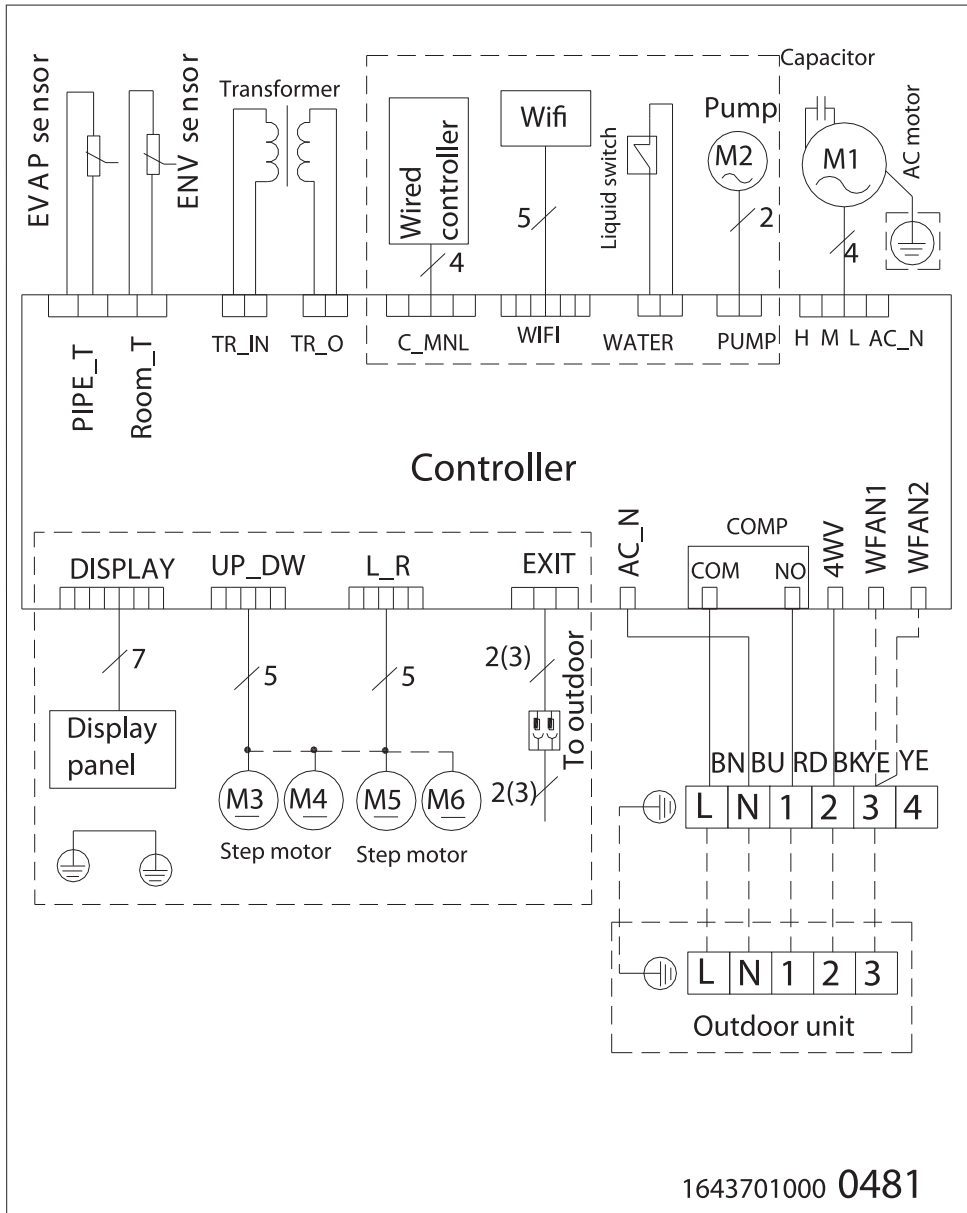 EVAP sensor
ENV sensor
Transformer
Wired
controller
Wifi
Liquid switch
Pump
M2
Capacitor
M1
AC motor
4
5
2
4
PIPE_T
Room_T
TR_IN
TR_O
C_MNL
WIFI
WATER
PUMP
H M L AC_N
Controller
DISPLAY
UP_DW
L_R
EXIT
AC_N
COMP
COM
NO
4WV
WFAN1
WFAN2
7
5
5
2(3)
To outdoor
2(3)
Display
panel
M3
M4
M5
M6
Step motor
Step motor
BN BU RD BK YE YE
L N 1 2 3 4
L N 1 2 3
Outdoor unit
1643701000 0481